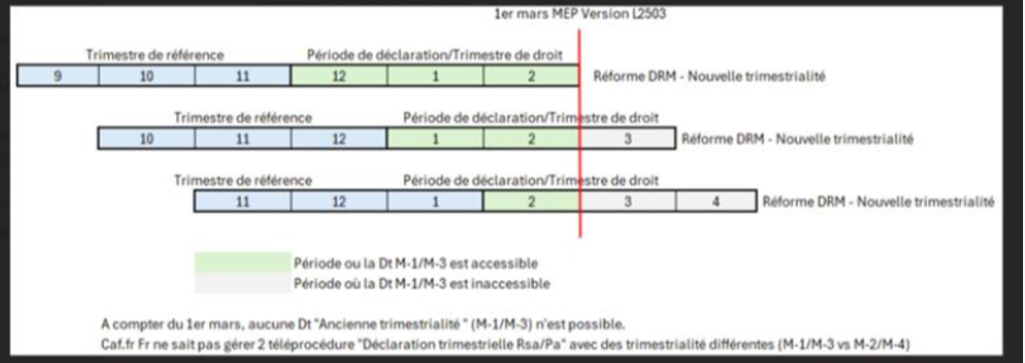 1er mars MEP Version L2503
Trimestre de référence Période de déclaration/Trimestre de droit
9 10 11 12 1 2 Réforme DRM - Nouvelle trimestrialité
Trimestre de référence Période de déclaration/Trimestre de droit
10 11 12 1 2 3 Réforme DRM - Nouvelle trimestrialité
Trimestre de référence Période de déclaration/Trimestre de droit
11 12 1 2 3 4 Réforme DRM - Nouvelle trimestrialité
Période ou la Dt M-1/M-3 est accessible
Période où la Dt M-1/M-3 est inaccessible
A compter du 1er mars, aucune Dt "Ancienne trimestrialité " (M-1/M-3) n'est possible.
Caf.fr Fr ne sait pas gérer 2 téléprocédure "Déclaration trimestrielle Rsa/Pa" avec des trimestrialité différentes (M-1/M-3 vs M-2/M-4)